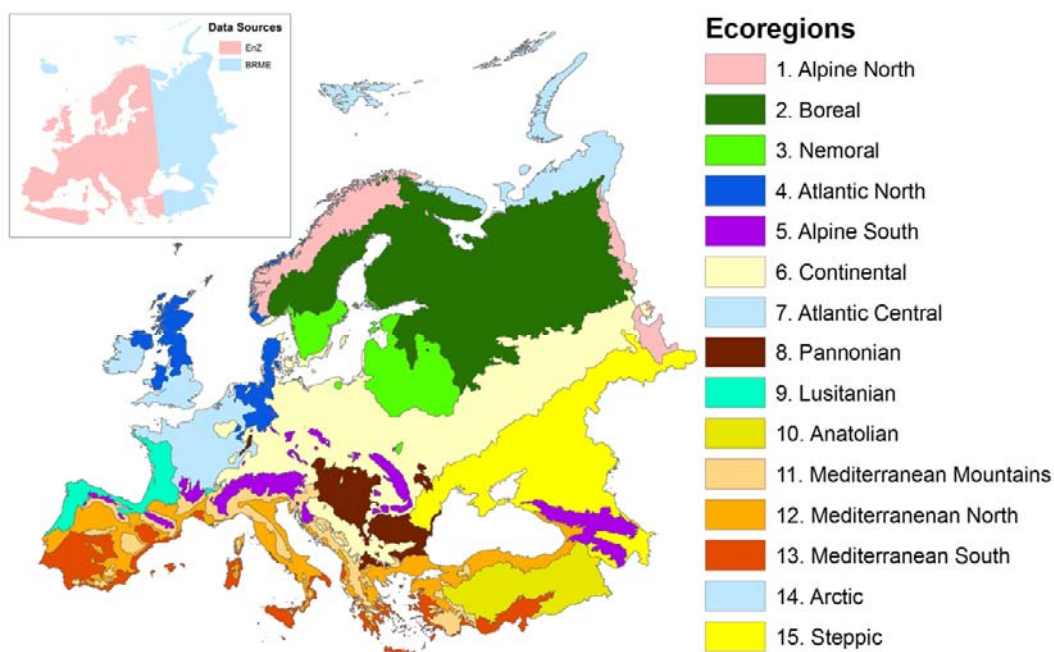 Data Sources
EnZ
BRME
Ecoregions
1. Alpine North
2. Boreal
3. Nemoral
4. Atlantic North
5. Alpine South
6. Continental
7. Atlantic Central
8. Pannonian
9. Lusitanian
10. Anatolian
11. Mediterranean Mountains
12. Mediterranenan North
13. Mediterranean South
14. Arctic
15. Steppic